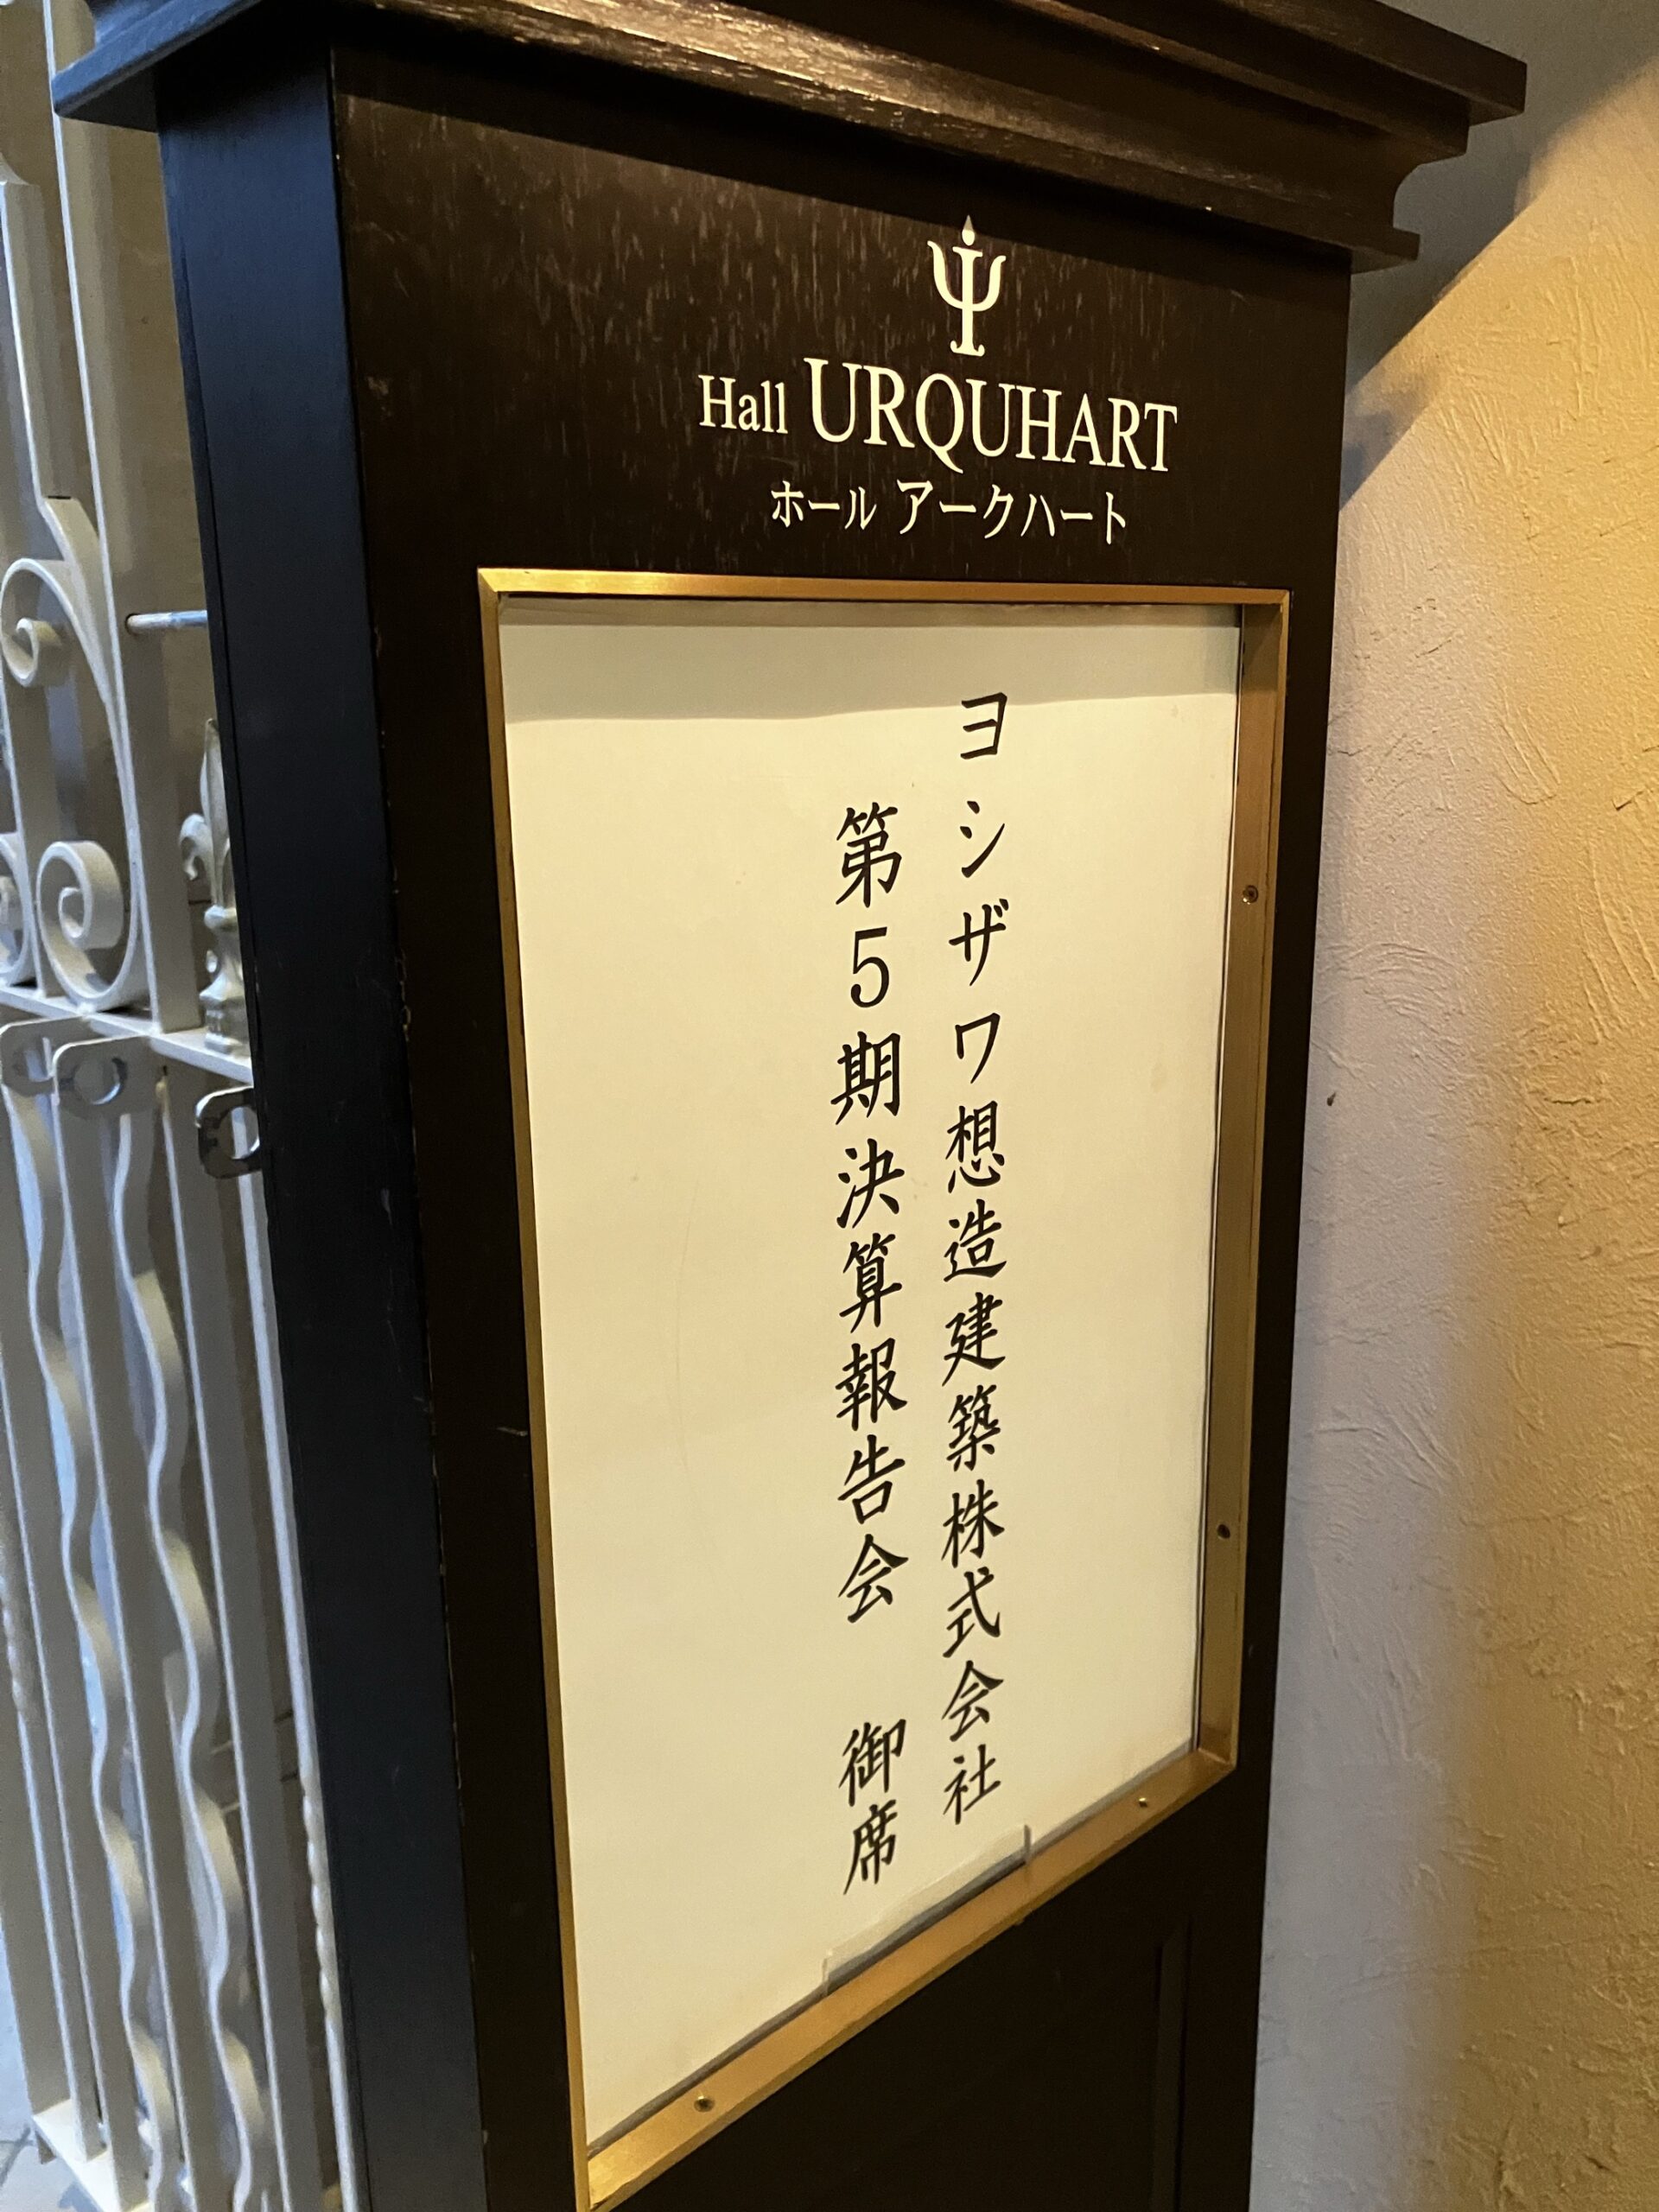 Hall URQUHART
ホール アークハート
ヨシザワ想造建築株式会社
第5期決算報告会 御席